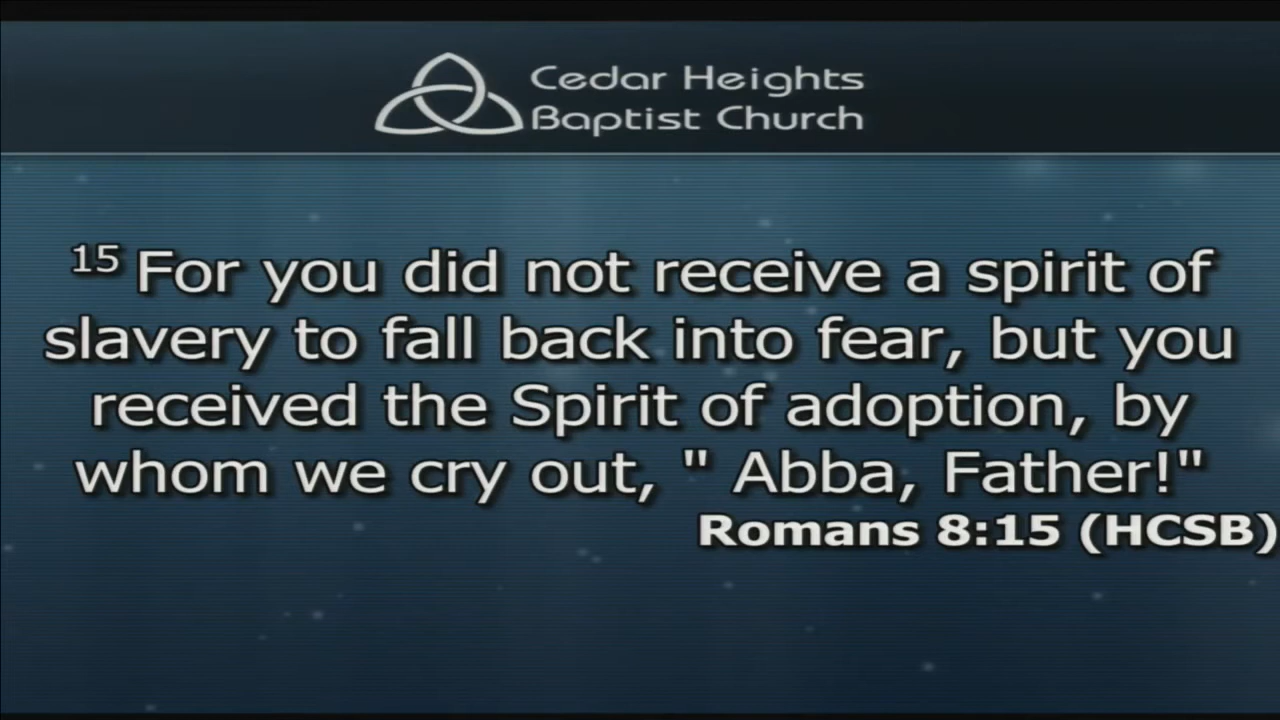 Cedar Heights
Baptist Church
15 For you did not receive a spirit of
slavery to fall back into fear, but you
received the Spirit of adoption, by
whom we cry out, " Abba, Father!"
Romans 8:15 (HCSB)